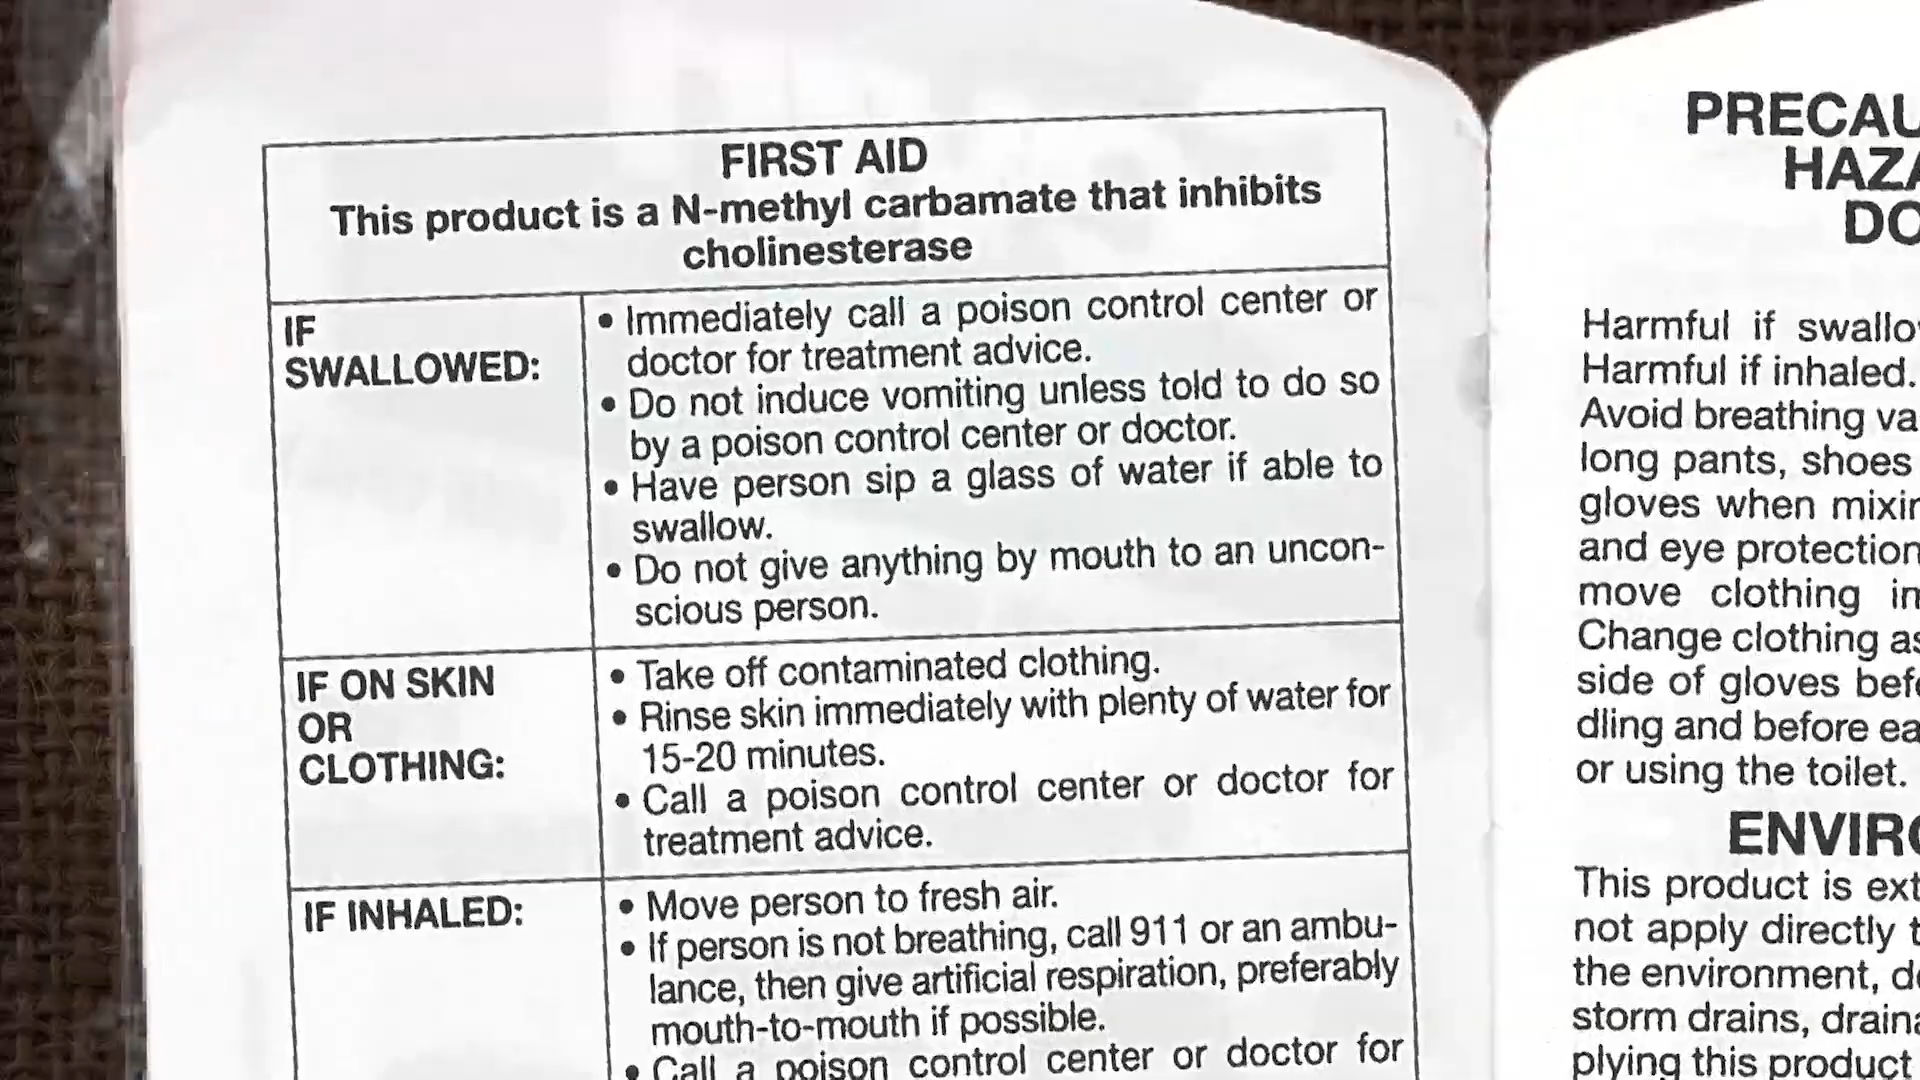 FIRST AID
This product is a N-methyl carbamate that inhibits
cholinesterase
IF
SWALLOWED:
• Immediately call a poison control center or
doctor for treatment advice.
• Do not induce vomiting unless told to do so
by a poison control center or doctor.
• Have person sip a glass of water if able to
swallow.
• Do not give anything by mouth to an uncon-
scious person.
IF ON SKIN
OR
CLOTHING:
• Take off contaminated clothing.
• Rinse skin immediately with plenty of water for
15-20 minutes.
• Call a poison control center or doctor for
treatment advice.
IF INHALED:
• Move person to fresh air.
• If person is not breathing, call 911 or an ambu-
lance, then give artificial respiration, preferably
mouth-to-mouth if possible.
• Call a poison control center or doctor for
PRECAU
HAZA
DO
Harmful if swallo
Harmful if inhaled.
Avoid breathing va
long pants, shoes
gloves when mixin
and eye protection
move clothing in
Change clothing as
side of gloves befo
dling and before ea
or using the toilet.
ENVIRO
This product is ext
not apply directly t
the environment, do
storm drains, draina
plying this product